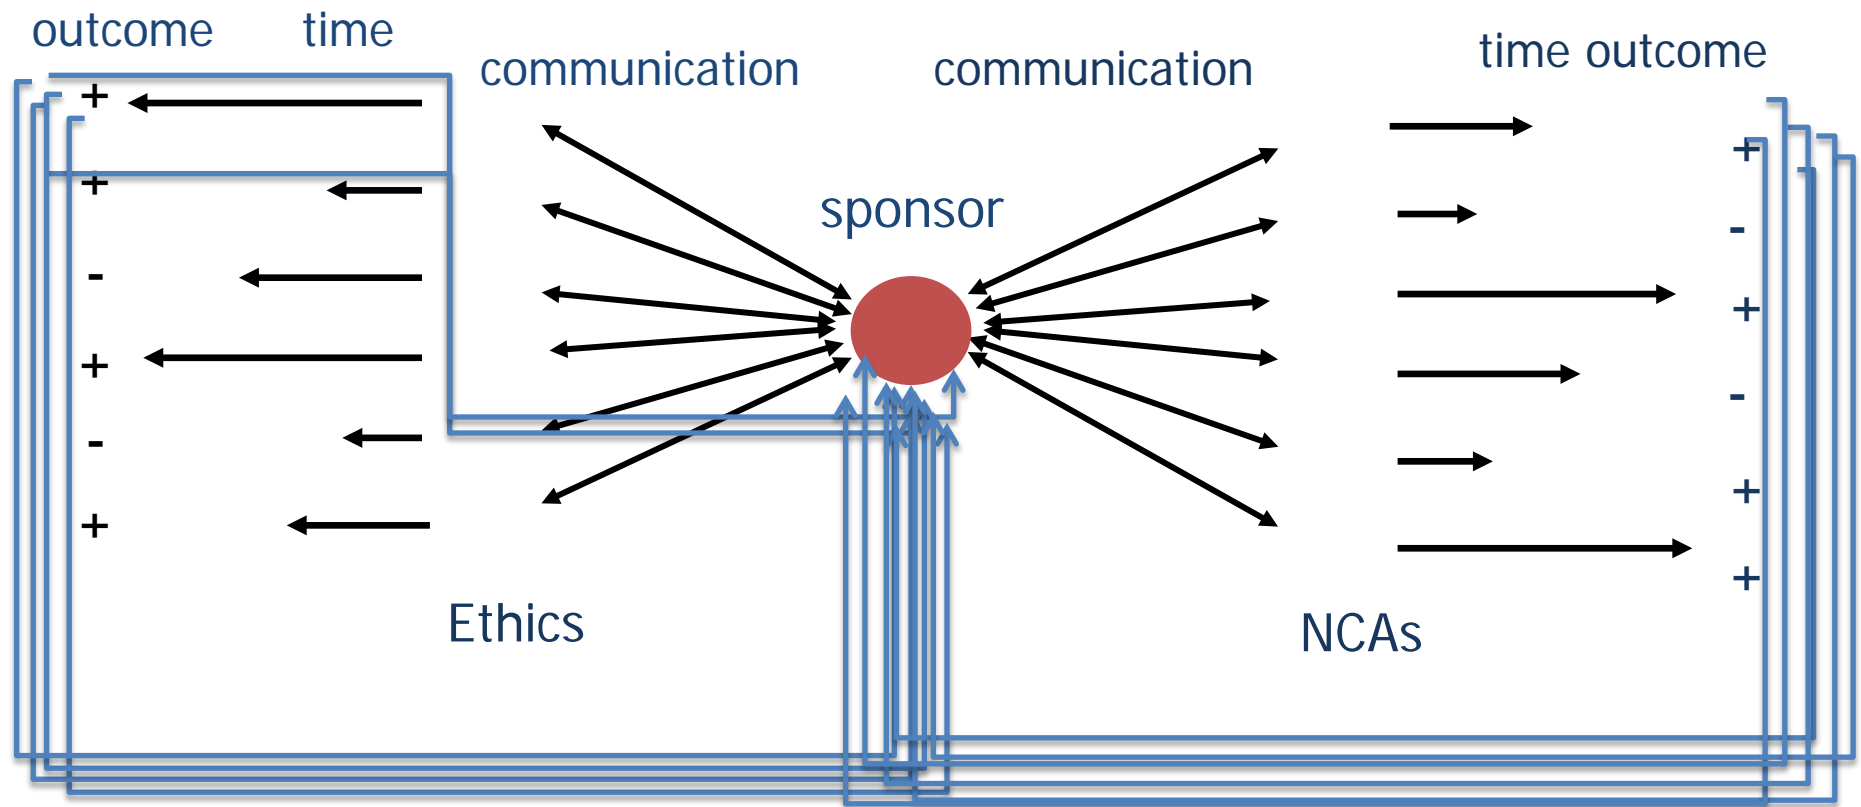 outcome time
communication communication
time outcome
sponsor
+
+
-
+
-
+
+
-
+
-
+
+
Ethics
NCAs